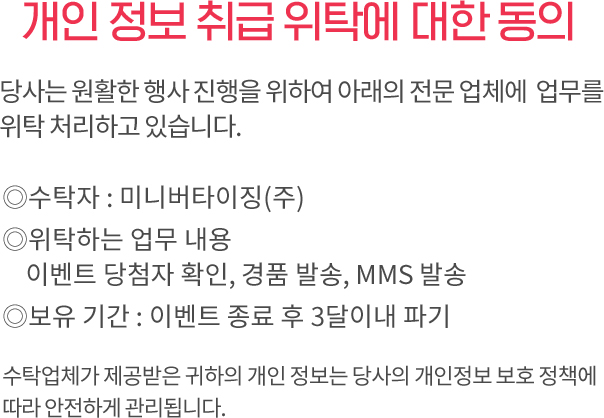 개인 정보 취급 위탁에 대한 동의
당사는 원활한 행사 진행을 위하여 아래의 전문 업체에 업무를
위탁 처리하고 있습니다.
◎수탁자 : 미니버타이징(주)
◎위탁하는 업무 내용
이벤트 당첨자 확인, 경품 발송, MMS 발송
◎보유 기간 : 이벤트 종료 후 3달이내 파기
수탁업체가 제공받은 귀하의 개인 정보는 당사의 개인정보 보호 정책에
따라 안전하게 관리됩니다.